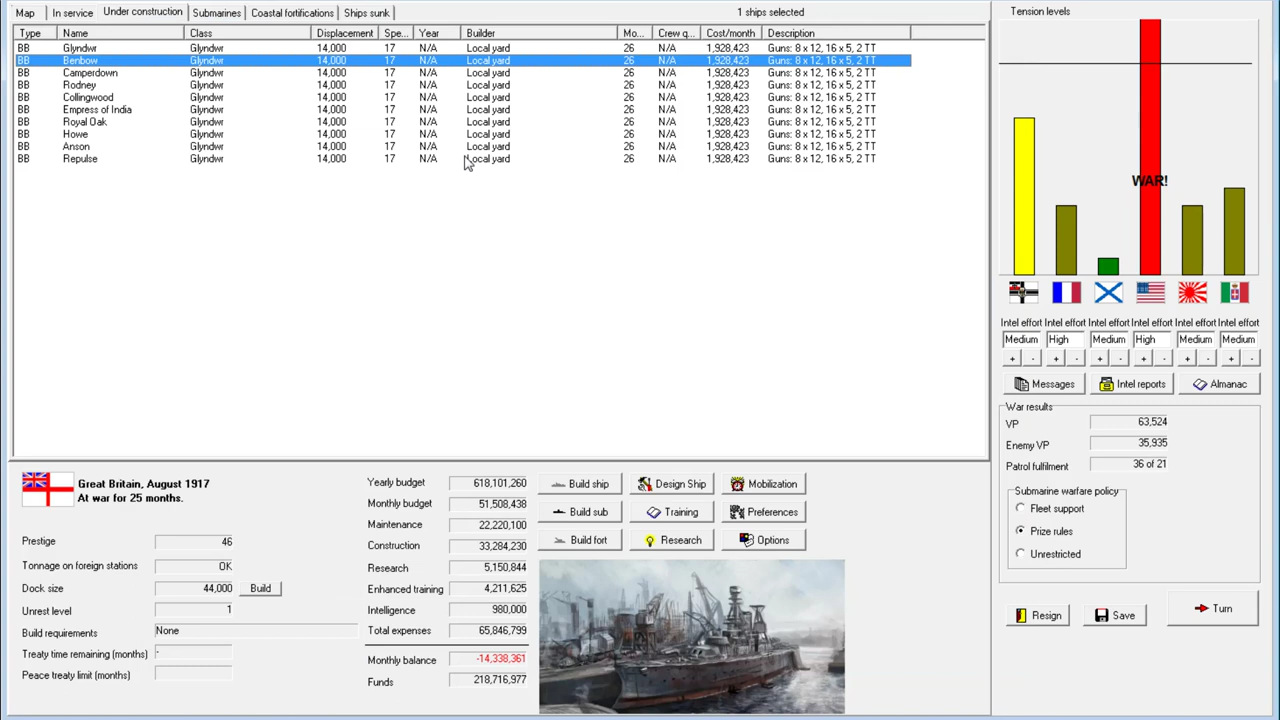 Map In service Under construction Submarines Coastal fortifications Ships sunk 1 ships selected
Type Name Class Displacement Spe... Year Builder Mo... Crew q... Cost/month Description
BB Glyndwr Glyndwr 14,000 17 N/A Local yard 26 N/A 1,928,423 Guns: 8 x 12, 16 x 5, 2 TT
BB Benbow Glyndwr 14,000 17 N/A Local yard 26 N/A 1,928,423 Guns: 8 x 12, 16 x 5, 2 TT
BB Camperdown Glyndwr 14,000 17 N/A Local yard 26 N/A 1,928,423 Guns: 8 x 12, 16 x 5, 2 TT
BB Rodney Glyndwr 14,000 17 N/A Local yard 26 N/A 1,928,423 Guns: 8 x 12, 16 x 5, 2 TT
BB Collingwood Glyndwr 14,000 17 N/A Local yard 26 N/A 1,928,423 Guns: 8 x 12, 16 x 5, 2 TT
BB Empress of India Glyndwr 14,000 17 N/A Local yard 26 N/A 1,928,423 Guns: 8 x 12, 16 x 5, 2 TT
BB Royal Oak Glyndwr 14,000 17 N/A Local yard 26 N/A 1,928,423 Guns: 8 x 12, 16 x 5, 2 TT
BB Howe Glyndwr 14,000 17 N/A Local yard 26 N/A 1,928,423 Guns: 8 x 12, 16 x 5, 2 TT
BB Anson Glyndwr 14,000 17 N/A Local yard 26 N/A 1,928,423 Guns: 8 x 12, 16 x 5, 2 TT
BB Repulse Glyndwr 14,000 17 N/A Local yard 26 N/A 1,928,423 Guns: 8 x 12, 16 x 5, 2 TT
Tension levels
WAR!
Intel effort Intel effort Intel effort Intel effort Intel effort Intel effort
Medium High Medium High Medium Medium
+ - + - + - + - + - + -
Messages Intel reports Almanac
War results
VP 63,524
Enemy VP 35,935
Patrol fulfilment 36 of 21
Submarine warfare policy
Fleet support
Prize rules
Unrestricted
Resign Save Turn
Great Britain, August 1917
At war for 25 months.
Prestige 46
Tonnage on foreign stations OK
Dock size 44,000 Build
Unrest level 1
Build requirements None
Treaty time remaining (months) -
Peace treaty limit (months)
Yearly budget 618,101,260
Monthly budget 51,508,438
Maintenance 22,220,100
Construction 33,284,230
Research 5,150,844
Enhanced training 4,211,625
Intelligence 980,000
Total expenses 65,846,799
Monthly balance -14,338,361
Funds 218,716,977
Build ship Design Ship Mobilization
Build sub Training Preferences
Build fort Research Options